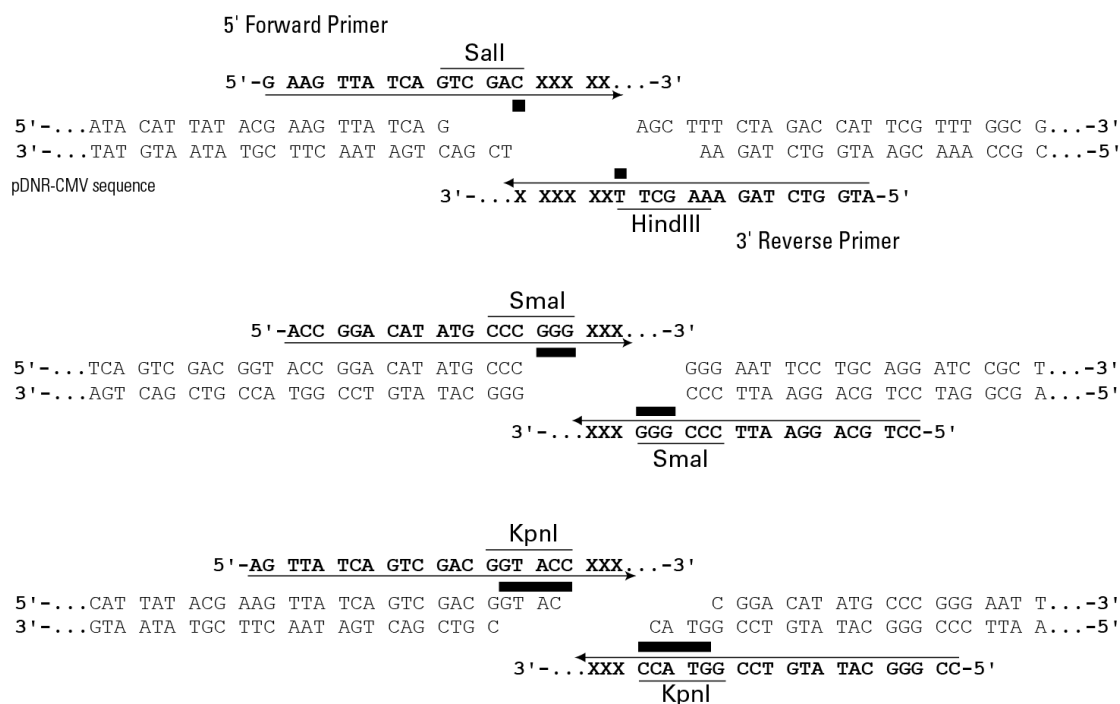 5' Forward Primer
SalI
5'-G AAG TTA TCA GTC GAC XXX XX...-3'
5'-...ATA CAT TAT ACG AAG TTA TCA G AGC TTT CTA GAC CAT TCG TTT GGC G...-3'
3'-...TAT GTA ATA TGC TTC AAT AGT CAG CT AA GAT CTG GTA AGC AAA CCG C...-5'
pDNR-CMV sequence
3'-...X XXX XXT TCG AAA GAT CTG GTA-5'
HindIII
3' Reverse Primer
SmaI
5'-ACC GGA CAT ATG CCC GGG XXX...-3'
5'-...TCA GTC GAC GGT ACC GGA CAT ATG CCC GGG AAT TCC TGC AGG ATC CGC T...-3'
3'-...AGT CAG CTG CCA TGG CCT GTA TAC GGG CCC TTA AGG ACG TCC TAG GCG A...-5'
3'-...XXX GGG CCC TTA AGG ACG TCC-5'
SmaI
KpnI
5'-AG TTA TCA GTC GAC GGT ACC XXX...-3'
5'-...CAT TAT ACG AAG TTA TCA GTC GAC GGT AC C GGA CAT ATG CCC GGG AAT T...-3'
3'-...GTA ATA TGC TTC AAT AGT CAG CTG C CA TGG CCT GTA TAC GGG CCC TTA A...-5'
3'-...XXX CCA TGG CCT GTA TAC GGG CC-5'
KpnI